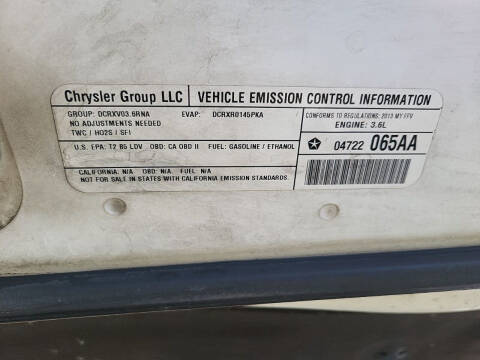 Chrysler Group LLC VEHICLE EMISSION CONTROL INFORMATION
GROUP: DCRXV03.6RNA EVAP: DCRXR0145PKA
NO ADJUSTMENTS NEEDED
TWC / HO2S / SFI
CONFORMS TO REGULATIONS: 2013 MY FFV
ENGINE: 3.6L
U.S. EPA: T2 B5 LDV OBD: CA OBD II FUEL: GASOLINE / ETHANOL
04722 065AA
CALIFORNIA: N/A OBD: N/A FUEL: N/A
NOT FOR SALE IN STATES WITH CALIFORNIA EMISSION STANDARDS.